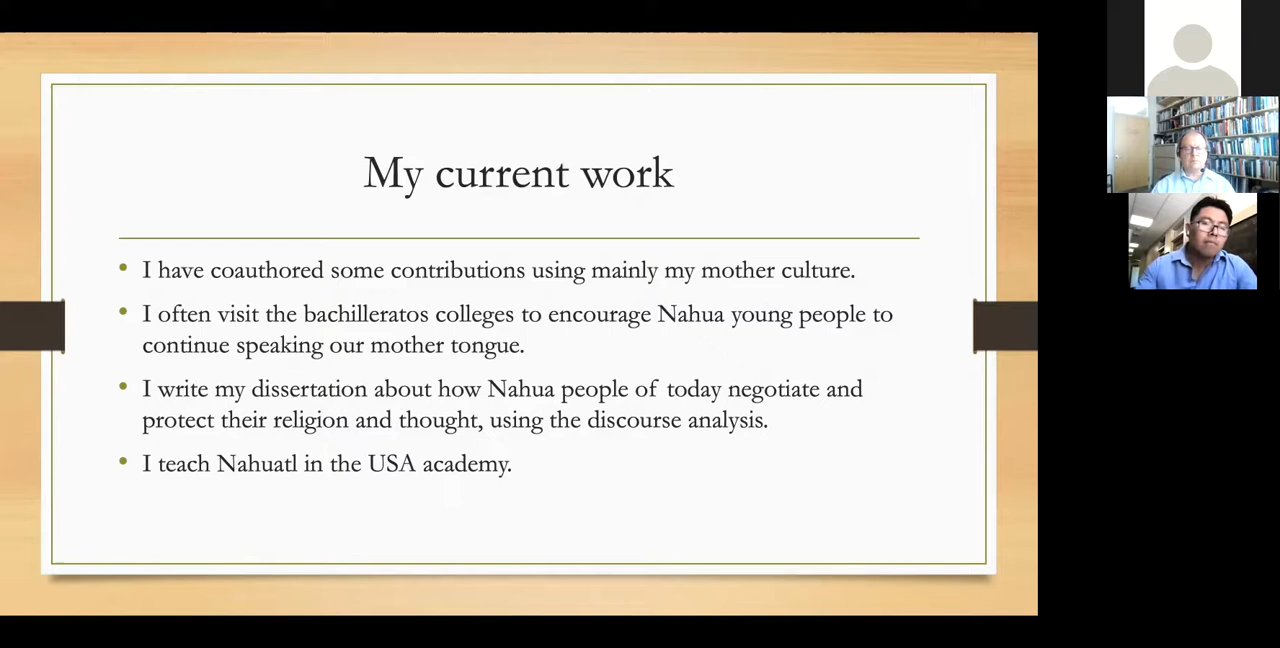 My current work
• I have coauthored some contributions using mainly my mother culture.
• I often visit the bachilleratos colleges to encourage Nahua young people to
continue speaking our mother tongue.
• I write my dissertation about how Nahua people of today negotiate and
protect their religion and thought, using the discourse analysis.
• I teach Nahuatl in the USA academy.